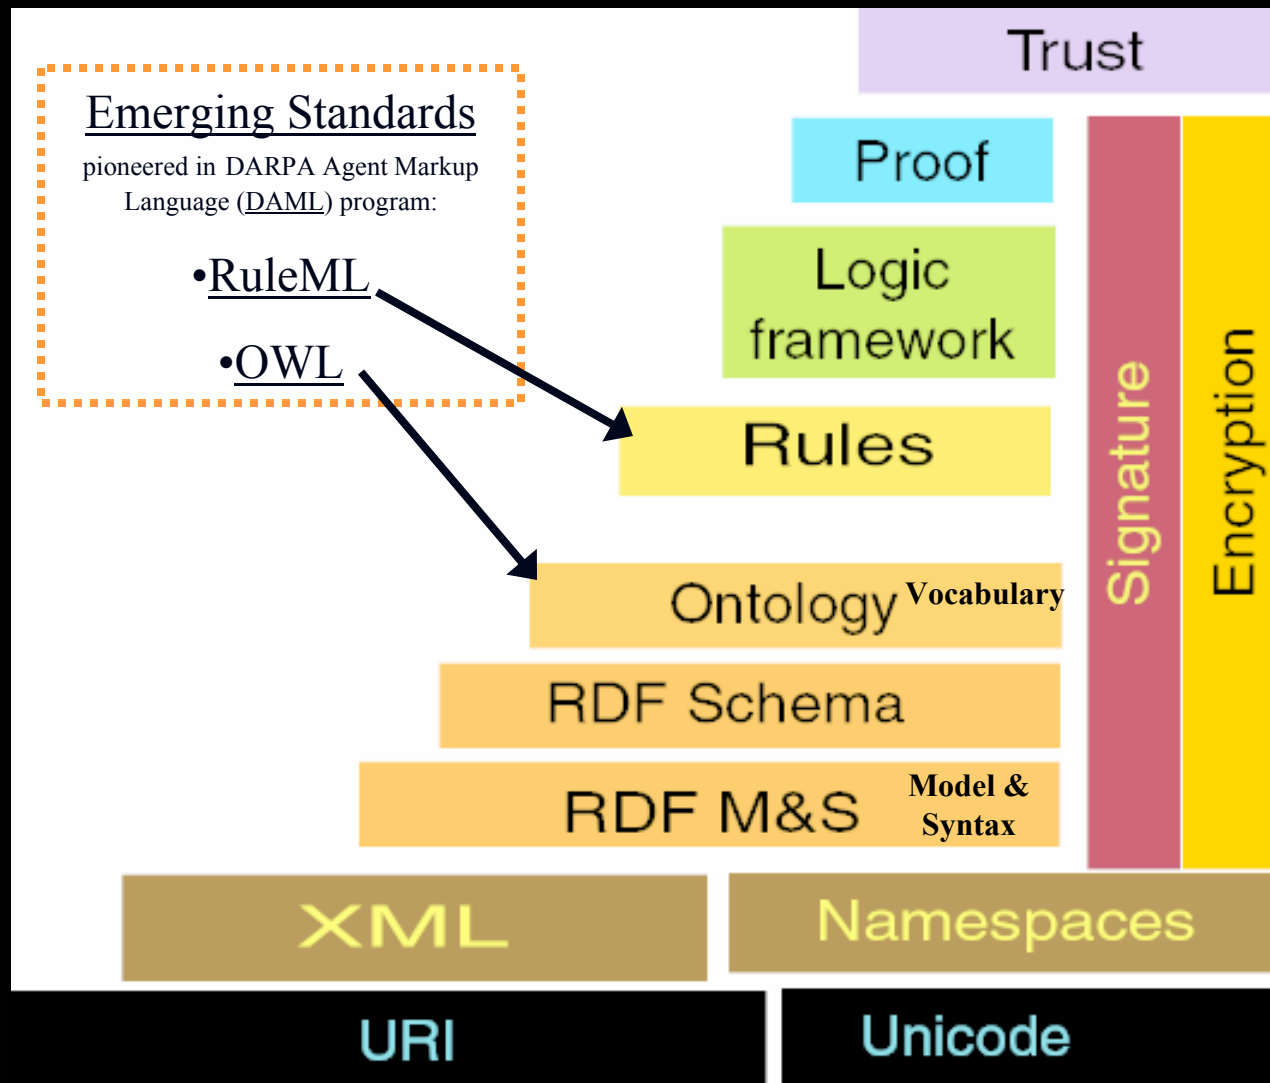 Trust
Emerging Standards
pioneered in DARPA Agent Markup
Language (DAML) program:
•RuleML
•OWL
Proof
Logic
framework
Rules
Ontology Vocabulary
RDF Schema
RDF M&S
Model &
Syntax
Signature
Encryption
XML
Namespaces
URI
Unicode